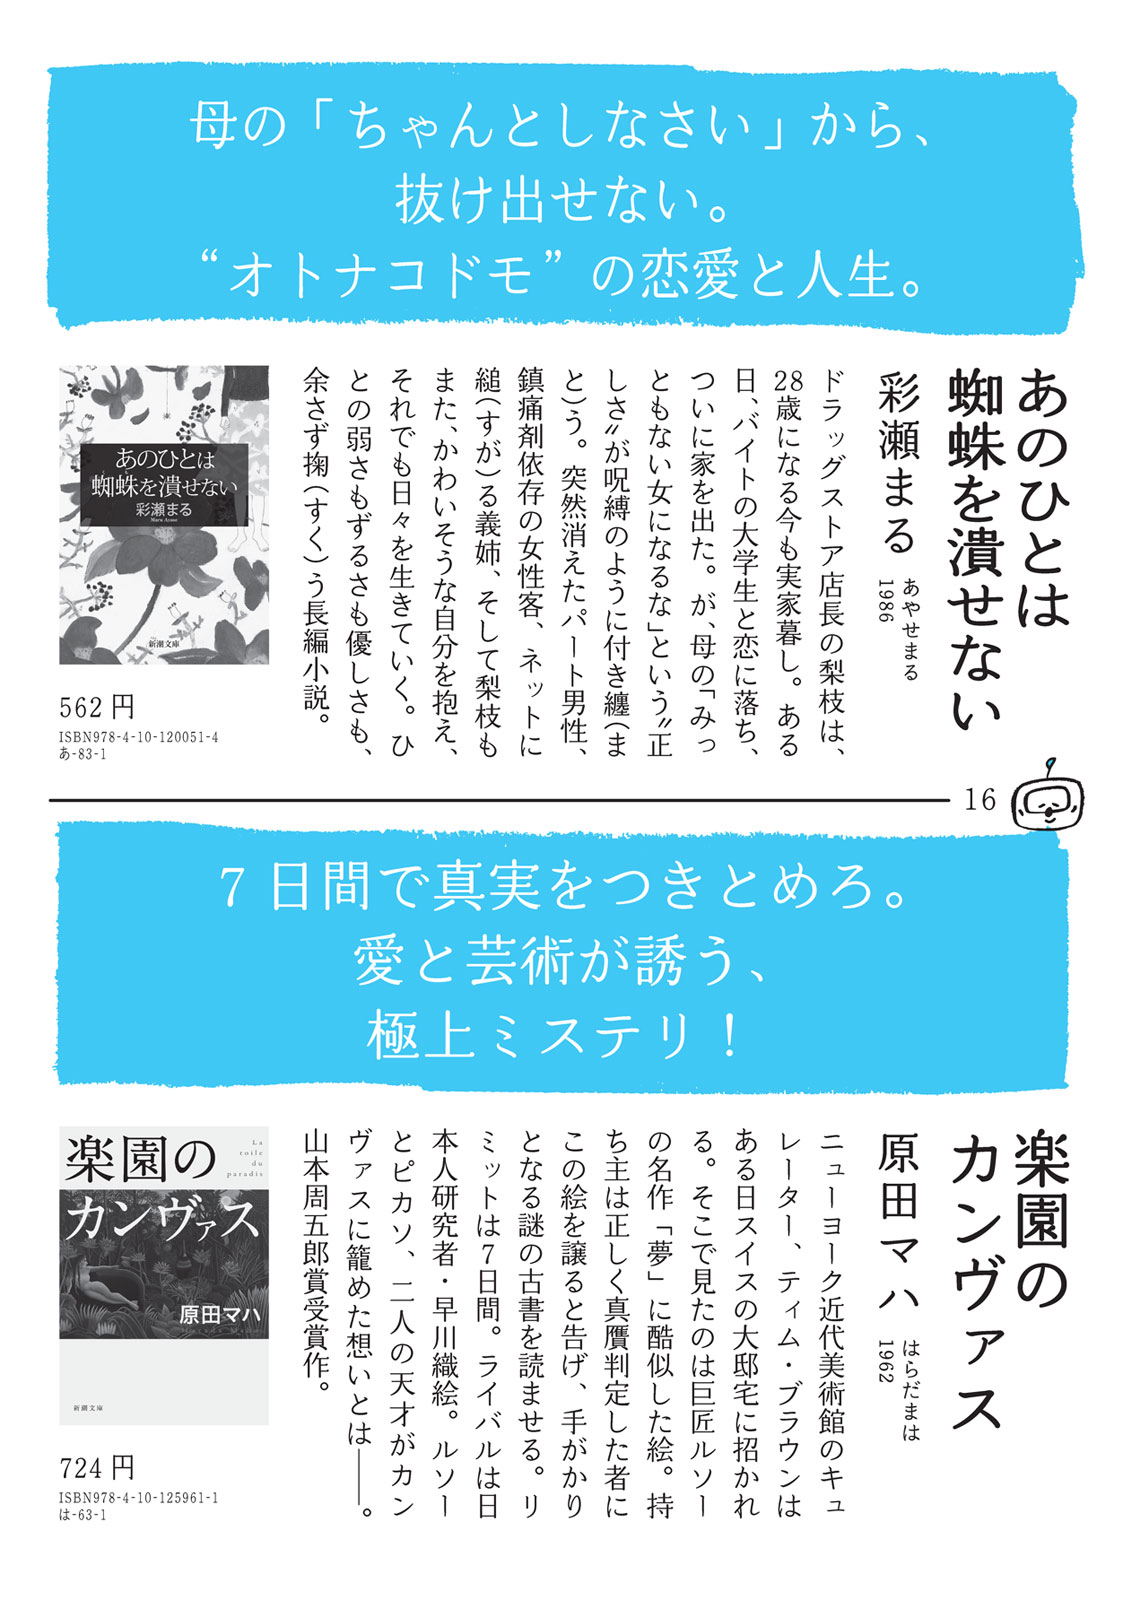 母の「ちゃんとしなさい」から、
抜け出せない。
“オトナコドモ”の恋愛と人生。
あのひとは
蜘蛛を潰せない
彩瀬まる
あやせまる
1986
ドラッグストア店長の梨枝は、
28歳になる今も実家暮し。ある
日、バイトの大学生と恋に落ち、
ついに家を出た。が、母の「みっ
ともない女になるな」という〝正
しさ〟が呪縛のように付き纏(ま
と)う。突然消えたパート男性、
鎮痛剤依存の女性客、ネットに
縋(すが)る義姉、そして梨枝も
また、かわいそうな自分を抱え、
それでも日々を生きていく。ひ
との弱さもずるさも優しさも、
余さず掬(すく)う長編小説。
あのひとは
蜘蛛を潰せない
彩瀬まる
Maru Ayase
新潮文庫
562 円
ISBN978-4-10-120051-4
あ-83-1
16
7日間で真実をつきとめろ。
愛と芸術が誘う、
極上ミステリ！
楽園の
カンヴァス
原田マハ
はらだまは
1962
ニューヨーク近代美術館のキュ
レーター、ティム・ブラウンは
ある日スイスの大邸宅に招かれ
る。そこで見たのは巨匠ルソー
の名作「夢」に酷似した絵。持
ち主は正しく真贋判定した者に
この絵を譲ると告げ、手がかり
となる謎の古書を読ませる。リ
ミットは7日間。ライバルは日
本人研究者・早川織絵。ルソー
とピカソ、二人の天才がカン
ヴァスに籠めた想いとは――。
山本周五郎賞受賞作。
楽園の
カンヴァス
La
toile
du
paradis
原田マハ
新潮文庫
724 円
ISBN978-4-10-125961-1
は-63-1